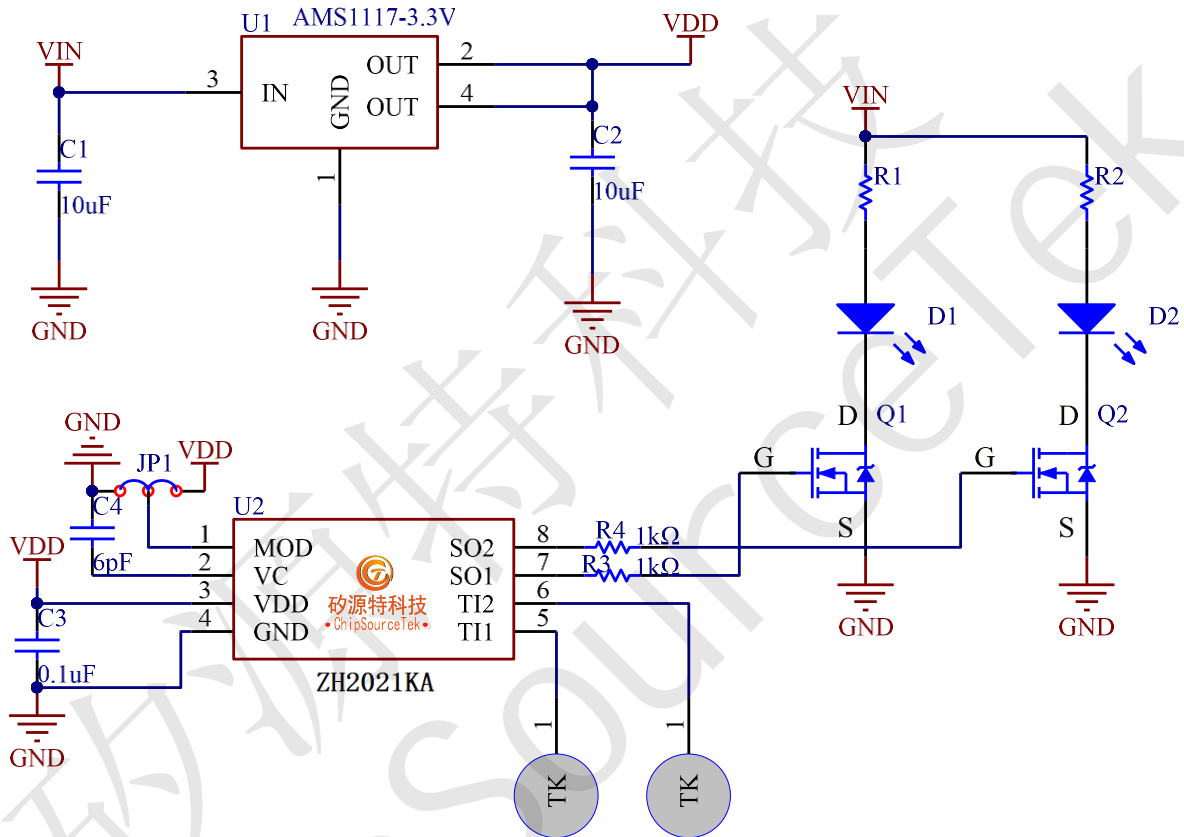 U1 AMS1117-3.3V
VIN
VDD
3
IN
GND
OUT
OUT
2
4
1
C1
10uF
C2
10uF
GND
GND
GND
VIN
R1
R2
D1
D2
D
Q1
D
Q2
G
G
S
S
GND
GND
GND
JP1
VDD
C4
6pF
VDD
C3
0.1uF
GND
U2
1
2
3
4
MOD
VC
VDD
GND
矽源特科技
ChipSourceTek
SO2
SO1
TI2
TI1
8
7
6
5
R4 1kΩ
R3 1kΩ
ZH2021KA
1
1
TK
TK
矽源特科技
SourceTek